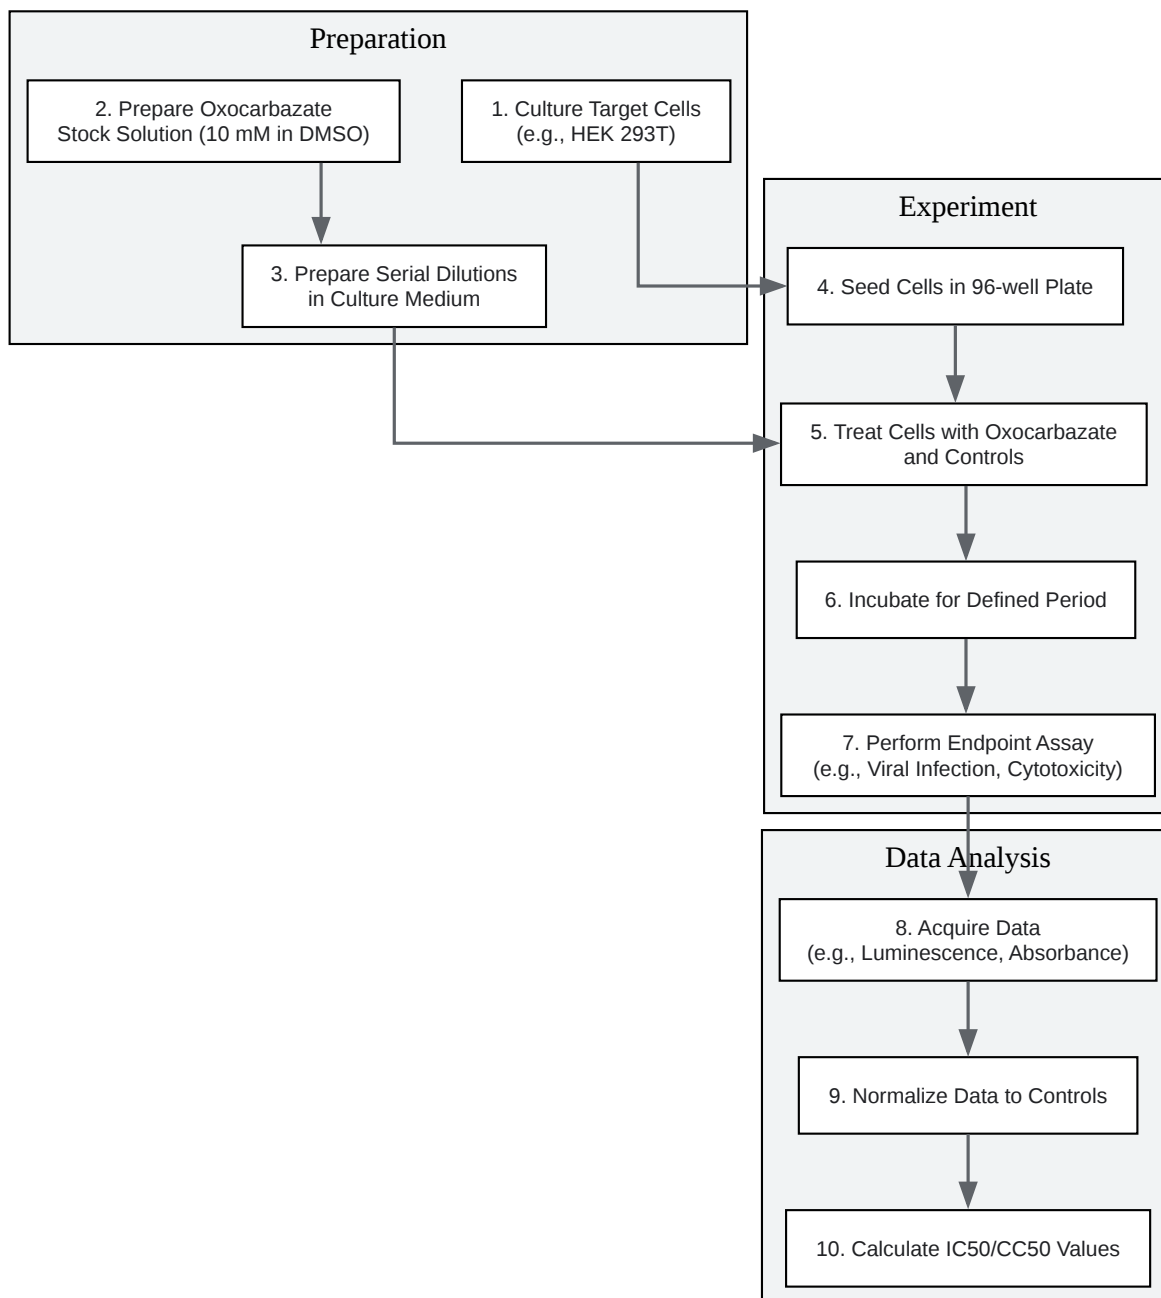 Preparation
2. Prepare Oxocarbazate
Stock Solution (10 mM in DMSO)
1. Culture Target Cells
(e.g., HEK 293T)
3. Prepare Serial Dilutions
in Culture Medium
Experiment
4. Seed Cells in 96-well Plate
5. Treat Cells with Oxocarbazate
and Controls
6. Incubate for Defined Period
7. Perform Endpoint Assay
(e.g., Viral Infection, Cytotoxicity)
Data Analysis
8. Acquire Data
(e.g., Luminescence, Absorbance)
9. Normalize Data to Controls
10. Calculate IC50/CC50 Values